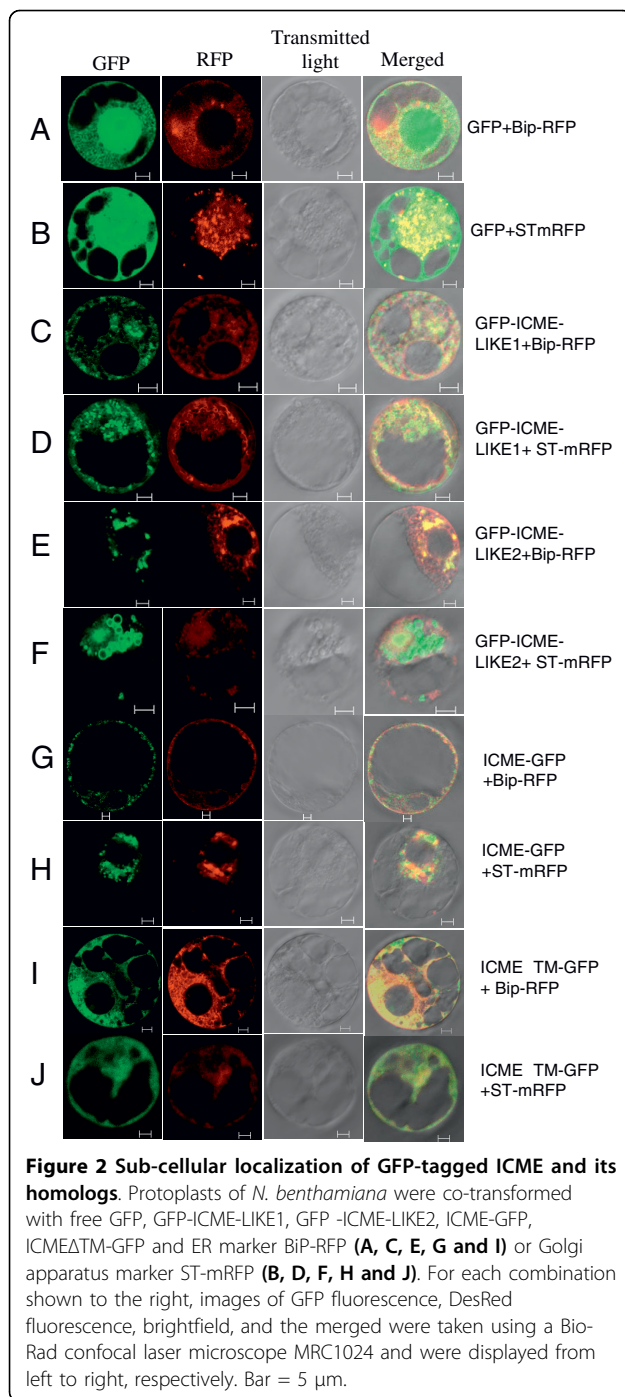 Transmitted
GFP RFP light Merged
A GFP+Bip-RFP
B GFP+STmRFP
C GFP-ICME-
LIKE1+Bip-RFP
D GFP-ICME-
LIKE1+ ST-mRFP
E GFP-ICME-
LIKE2+Bip-RFP
F GFP-ICME-
LIKE2+ ST-mRFP
G ICME-GFP
+Bip-RFP
H ICME-GFP
+ST-mRFP
I ICME TM-GFP
+ Bip-RFP
J ICME TM-GFP
+ST-mRFP
Figure 2 Sub-cellular localization of GFP-tagged ICME and its
homologs. Protoplasts of N. benthamiana were co-transformed
with free GFP, GFP-ICME-LIKE1, GFP -ICME-LIKE2, ICME-GFP,
ICMEΔTM-GFP and ER marker BiP-RFP (A, C, E, G and I) or Golgi
apparatus marker ST-mRFP (B, D, F, H and J). For each combination
shown to the right, images of GFP fluorescence, DesRed
fluorescence, brightfield, and the merged were taken using a Bio-
Rad confocal laser microscope MRC1024 and were displayed from
left to right, respectively. Bar = 5 μm.